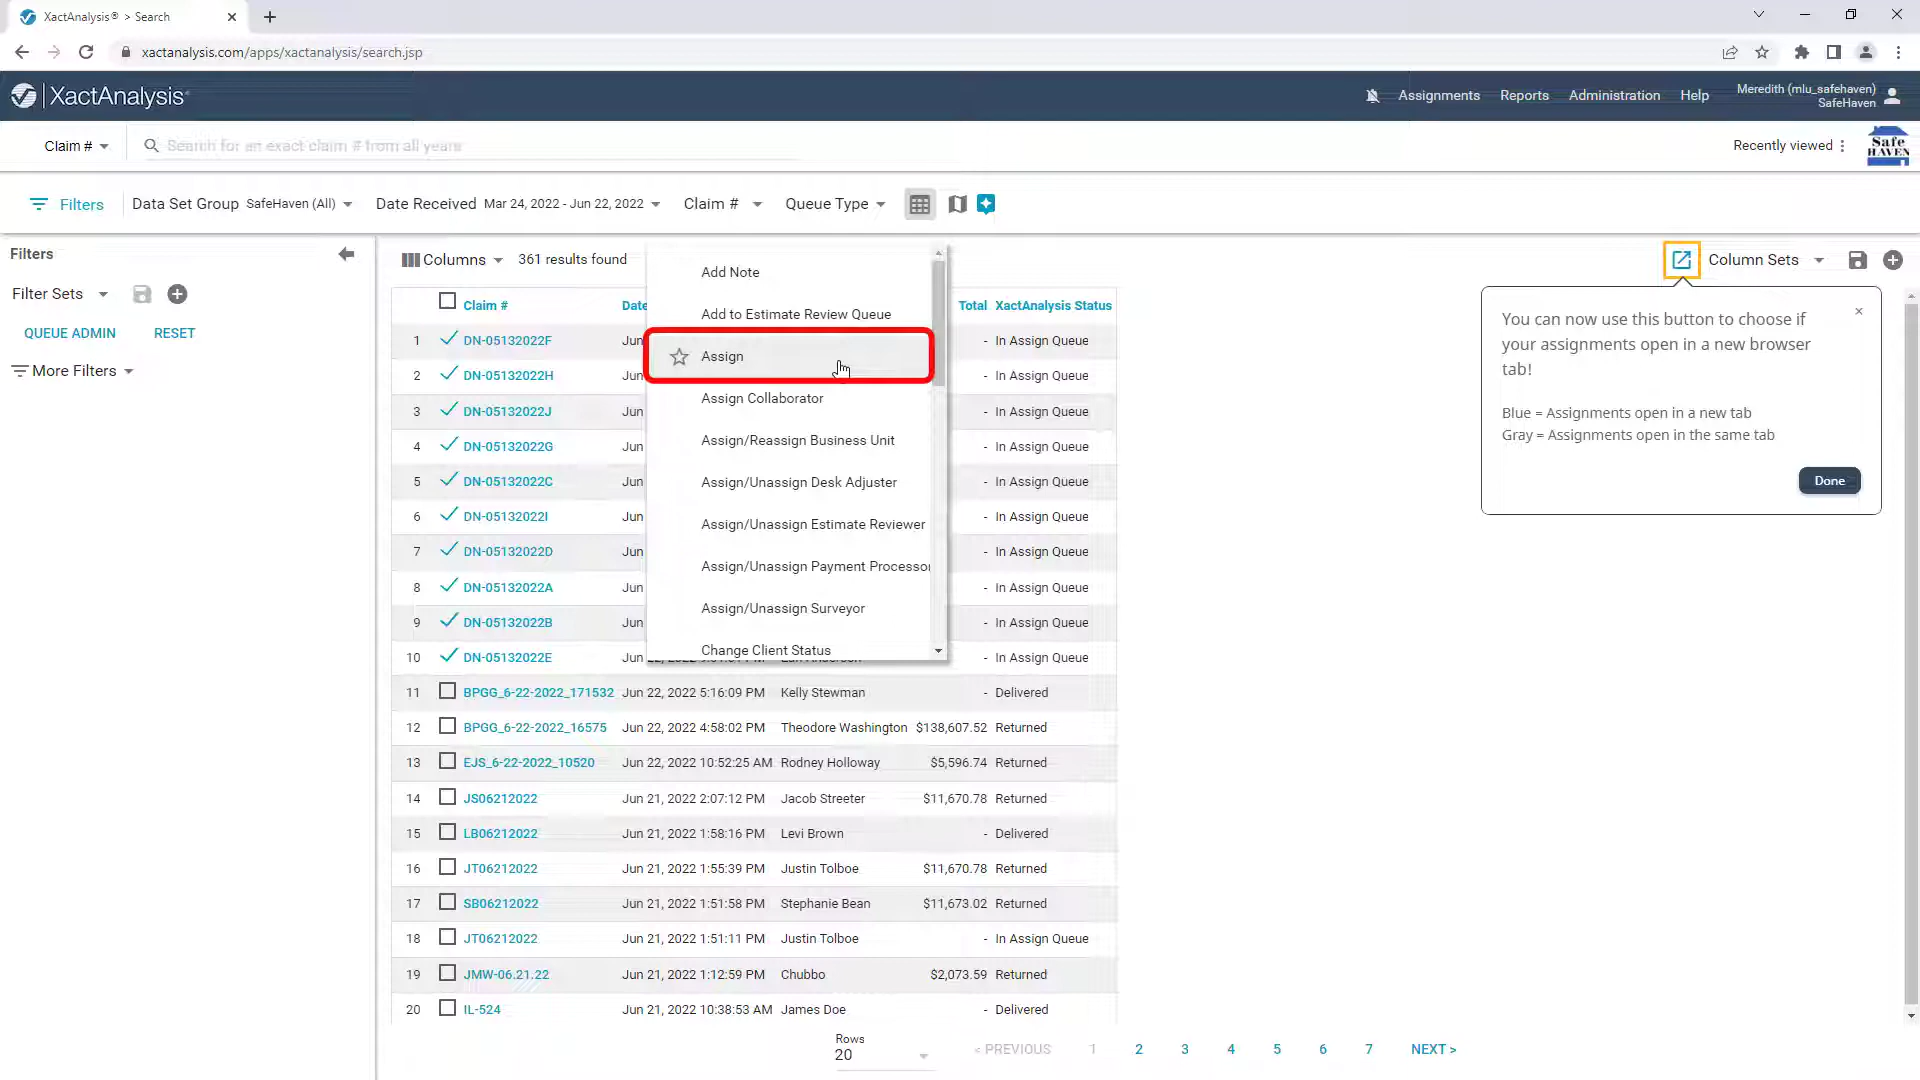 XactAnalysis® > Search
xactanalysis.com/apps/xactanalysis/search.jsp
XactAnalysis
Assignments Reports Administration Help
Meredith (mlu_safehaven)
SafeHaven
Claim #
Search for an exact claim # from all years
Recently viewed
Safe
HAVEN
Filters
Data Set Group SafeHaven (All)
Date Received Mar 24, 2022 - Jun 22, 2022
Claim #
Queue Type
Filters
Filter Sets
QUEUE ADMIN RESET
More Filters
Columns 361 results found
Column Sets
Add Note
Add to Estimate Review Queue
Assign
Assign Collaborator
Assign/Reassign Business Unit
Assign/Unassign Desk Adjuster
Assign/Unassign Estimate Reviewer
Assign/Unassign Payment Processor
Assign/Unassign Surveyor
Change Client Status
You can now use this button to choose if
your assignments open in a new browser
tab!
Blue = Assignments open in a new tab
Gray = Assignments open in the same tab
Done
Claim # Date Total XactAnalysis Status
1 DN-05132022F Jun - In Assign Queue
2 DN-05132022H Jun - In Assign Queue
3 DN-05132022J Jun - In Assign Queue
4 DN-05132022G Jun - In Assign Queue
5 DN-05132022C Jun - In Assign Queue
6 DN-05132022I Jun - In Assign Queue
7 DN-05132022D Jun - In Assign Queue
8 DN-05132022A Jun - In Assign Queue
9 DN-05132022B Jun - In Assign Queue
10 DN-05132022E Jun - In Assign Queue
11 BPGG_6-22-2022_171532 Jun 22, 2022 5:16:09 PM Kelly Stewman - Delivered
12 BPGG_6-22-2022_16575 Jun 22, 2022 4:58:02 PM Theodore Washington $138,607.52 Returned
13 EJS_6-22-2022_10520 Jun 22, 2022 10:52:25 AM Rodney Holloway $5,596.74 Returned
14 JS06212022 Jun 21, 2022 2:07:12 PM Jacob Streeter $11,670.78 Returned
15 LB06212022 Jun 21, 2022 1:58:16 PM Levi Brown - Delivered
16 JT06212022 Jun 21, 2022 1:55:39 PM Justin Tolboe $11,670.78 Returned
17 SB06212022 Jun 21, 2022 1:51:58 PM Stephanie Bean $11,673.02 Returned
18 JT06212022 Jun 21, 2022 1:51:11 PM Justin Tolboe - In Assign Queue
19 JMW-06.21.22 Jun 21, 2022 1:12:59 PM Chubbo $2,073.59 Returned
20 IL-524 Jun 21, 2022 10:38:53 AM James Doe - Delivered
Rows
20
< PREVIOUS 1 2 3 4 5 6 7 NEXT >